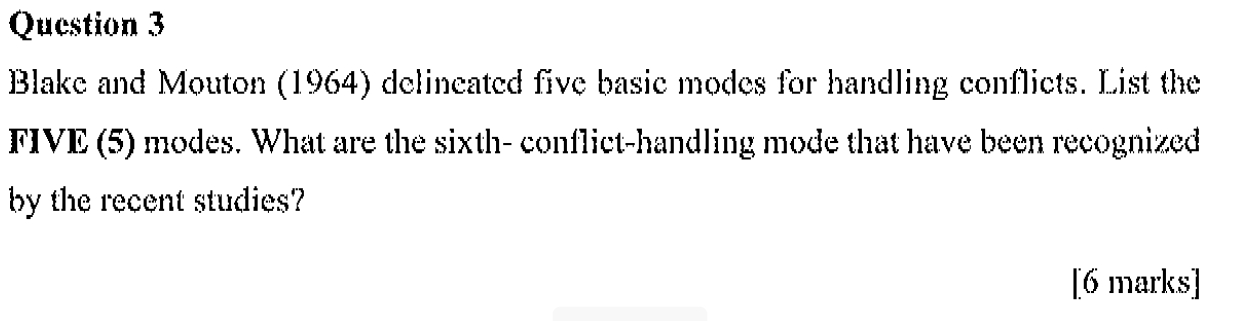 Question 3
Blake and Mouton (1964) delineated five basic modes for handling conflicts. List the
FIVE (5) modes. What are the sixth- conflict-handling mode that have been recognized
by the recent studies?
[6 marks]